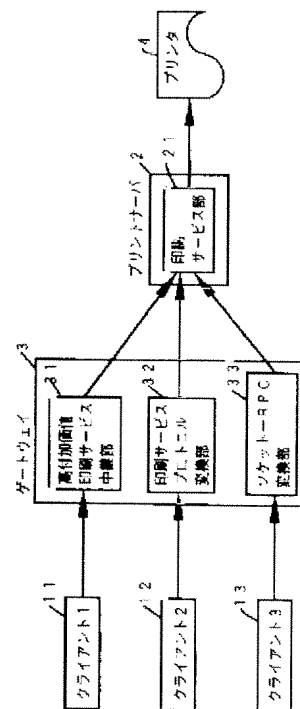 クライアント1
11
クライアント2
12
クライアント3
13
ゲートウェイ
3
高付加価値
印刷サービス
中継部
31
印刷サービス
プロトコル
変換部
32
ソケットーRPC
変換部
33
プリントサーバ
2
印刷
サービス部
21
プリンタ
4